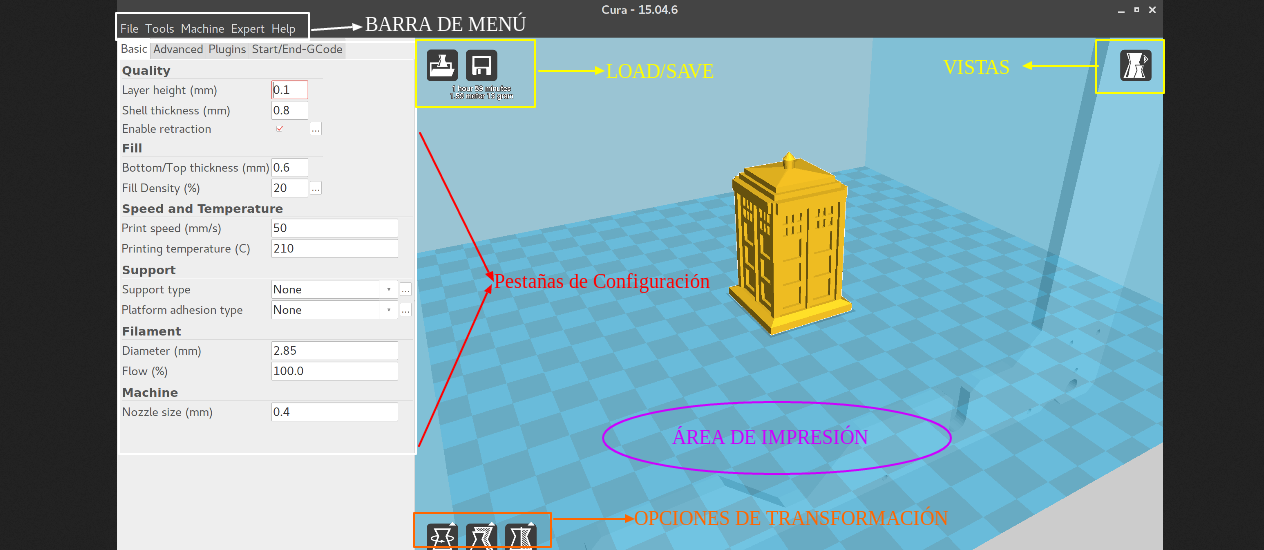 Cura - 15.04.6
File Tools Machine Expert Help
BARRA DE MENÚ
Basic Advanced Plugins Start/End-GCode
Quality
Layer height (mm) 0.1
Shell thickness (mm) 0.8
Enable retraction ...
Fill
Bottom/Top thickness (mm) 0.6
Fill Density (%) 20 ...
Speed and Temperature
Print speed (mm/s) 50
Printing temperature (C) 210
Support
Support type None ...
Platform adhesion type None ...
Filament
Diameter (mm) 2.85
Flow (%) 100.0
Machine
Nozzle size (mm) 0.4
LOAD/SAVE
VISTAS
1 hour 39 minutes
Pestañas de Configuración
ÁREA DE IMPRESIÓN
OPCIONES DE TRANSFORMACIÓN